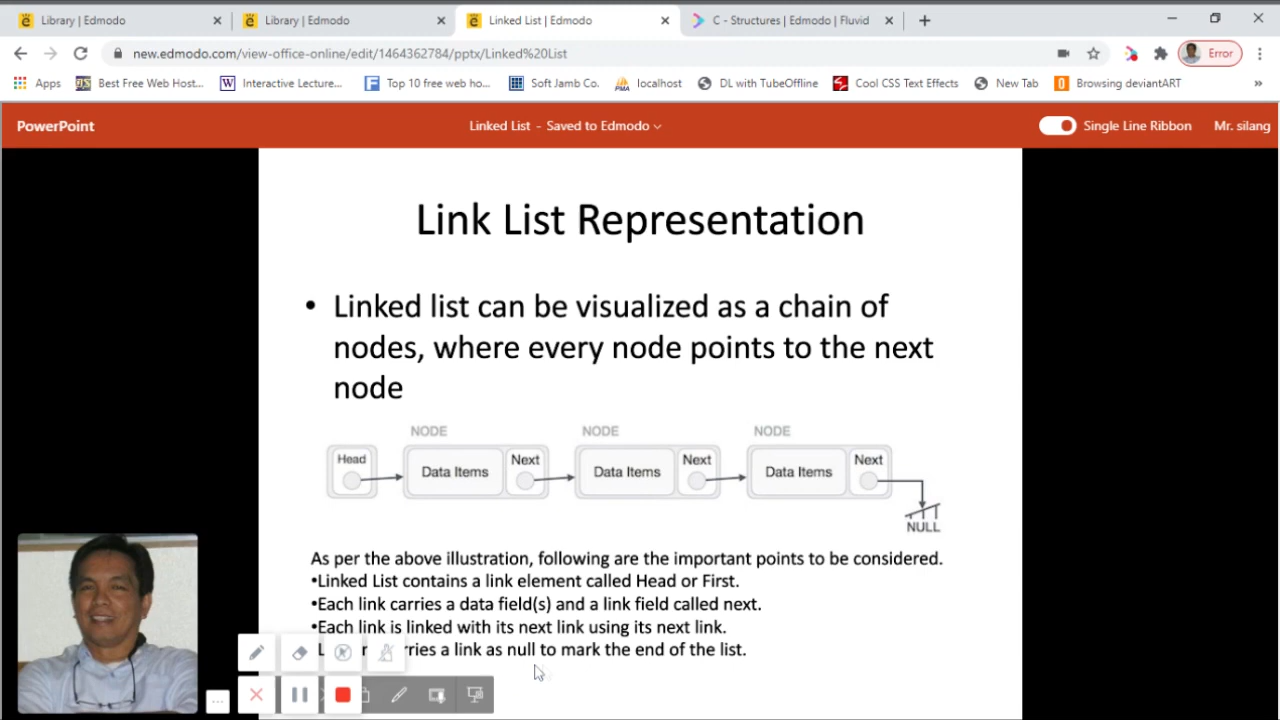 Library | Edmodo
Library | Edmodo
Linked List | Edmodo
C - Structures | Edmodo | Fluvid
new.edmodo.com/view-office-online/edit/1464362784/pptx/Linked%20List
Error
Apps
Best Free Web Host...
Interactive Lecture...
Top 10 free web ho...
Soft Jamb Co.
localhost
DL with TubeOffline
Cool CSS Text Effects
New Tab
Browsing deviantART
»
PowerPoint
Linked List - Saved to Edmodo
Single Line Ribbon
Mr. silang
Link List Representation
• Linked list can be visualized as a chain of
nodes, where every node points to the next
node
NODE NODE NODE
Head Data Items Next Data Items Next Data Items Next
NULL
As per the above illustration, following are the important points to be considered.
•Linked List contains a link element called Head or First.
•Each link carries a data field(s) and a link field called next.
•Each link is linked with its next link using its next link.
a link as null to mark the end of the list.